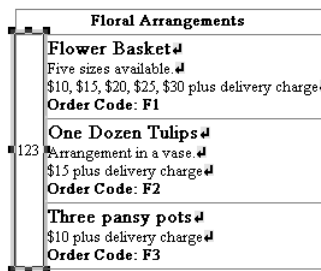 Floral Arrangements
Flower Basket↵
Five sizes available.↵
$10, $15, $20, $25, $30 plus delivery charge
Order Code: F1
One Dozen Tulips↵
123 Arrangement in a vase.↵
$15 plus delivery charge↵
Order Code: F2
Three pansy pots↵
$10 plus delivery charge↵
Order Code: F3